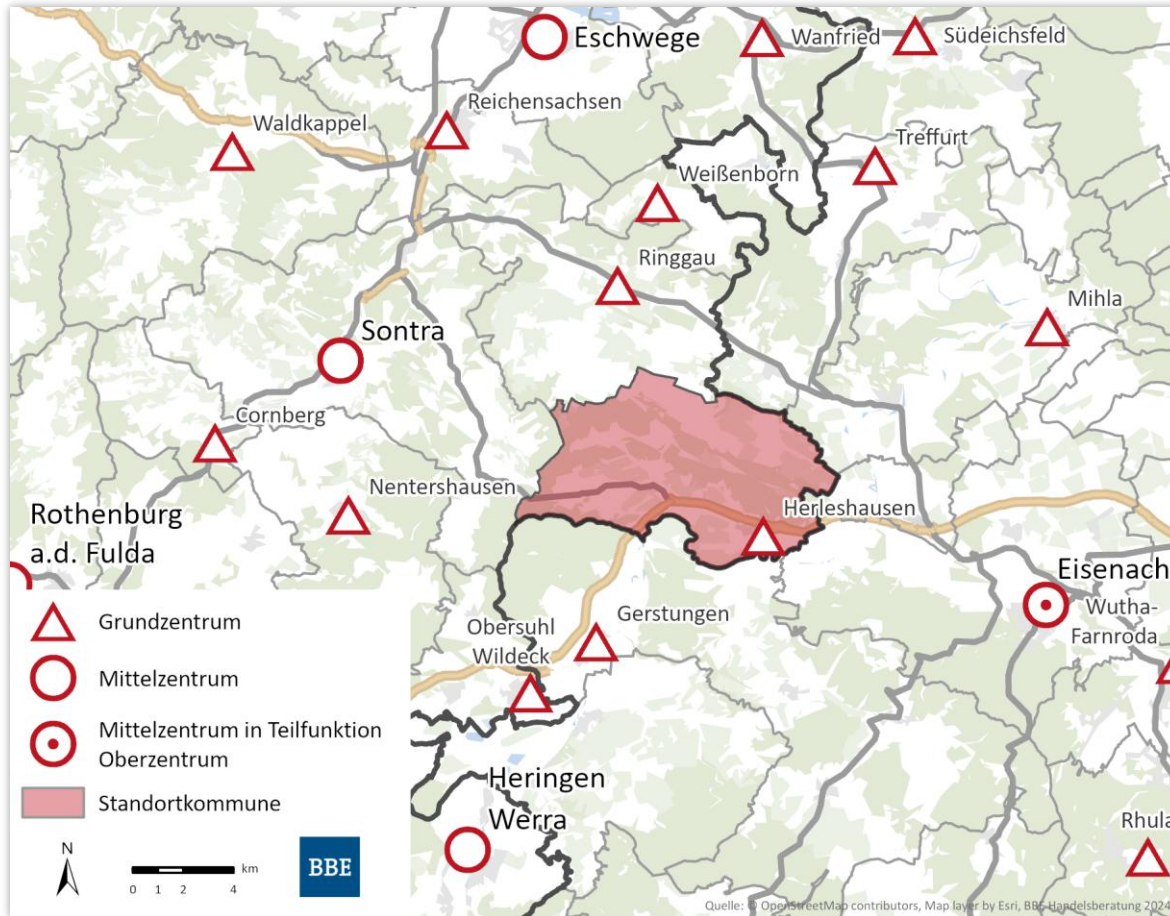 Eschwege
Wanfried
Südeichsfeld
Reichensachsen
Waldkappel
Treffurt
Weißenborn
Ringgau
Mihla
Sontra
Cornberg
Nentershausen
Herleshausen
Rothenburg
a.d. Fulda
Eisenach
Wutha-
Farnroda
Gerstungen
Obersuhl
Wildeck
Heringen
Werra
Rhula
Grundzentrum
Mittelzentrum
Mittelzentrum in Teilfunktion
Oberzentrum
Standortkommune
N
km
0 1 2 4
BBE
Quelle: © OpenStreetMap contributors, Map layer by Esri, BBE Handelsberatung 2024